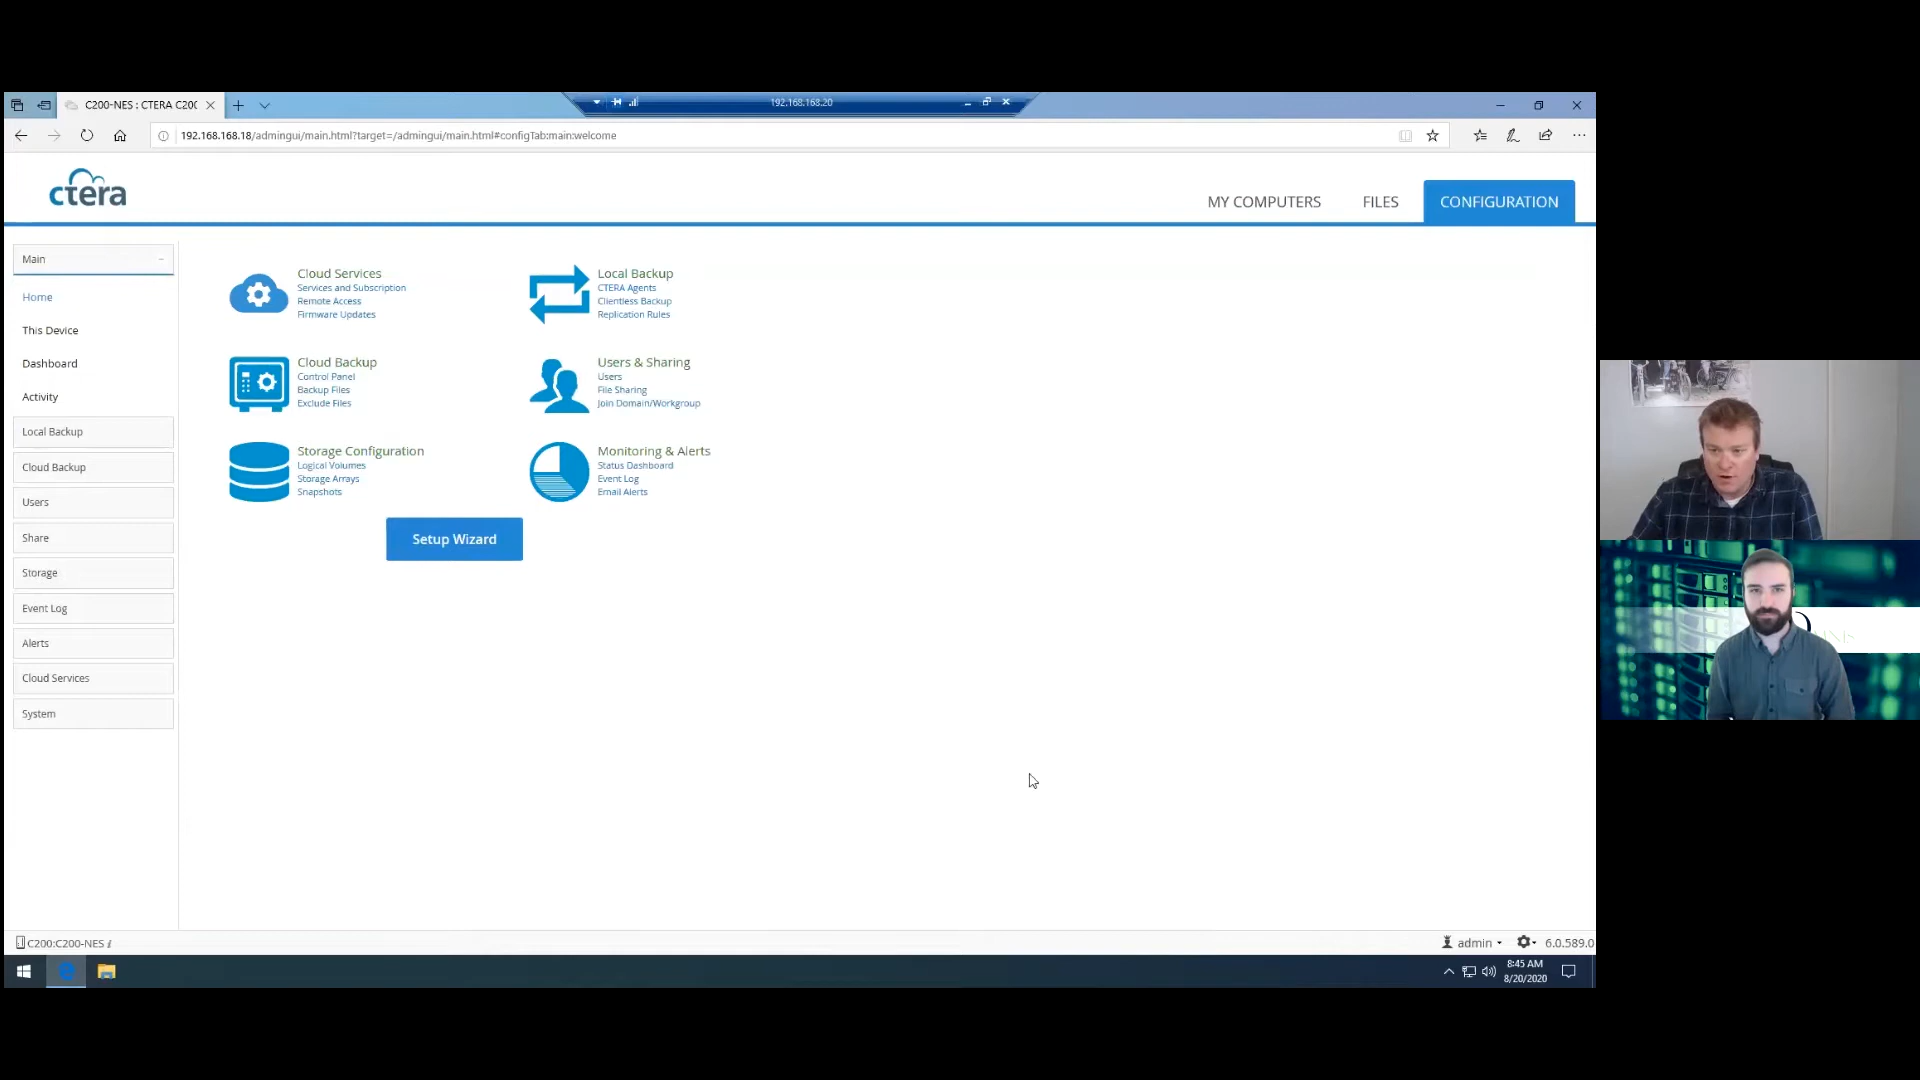 C200-NES : CTERA C200
192.168.168.20
192.168.168.18/admingui/main.html?target=/admingui/main.html#configTab:main:welcome
ctera
MY COMPUTERS
FILES
CONFIGURATION
Main
Home
This Device
Dashboard
Activity
Local Backup
Cloud Backup
Users
Share
Storage
Event Log
Alerts
Cloud Services
System
Cloud Services
Services and Subscription
Remote Access
Firmware Updates
Local Backup
CTERA Agents
Clientless Backup
Replication Rules
Cloud Backup
Control Panel
Backup Files
Exclude Files
Users & Sharing
Users
File Sharing
Join Domain/Workgroup
Storage Configuration
Logical Volumes
Storage Arrays
Snapshots
Monitoring & Alerts
Status Dashboard
Event Log
Email Alerts
Setup Wizard
C200:C200-NES
admin
6.0.589.0
8:45 AM
8/20/2020